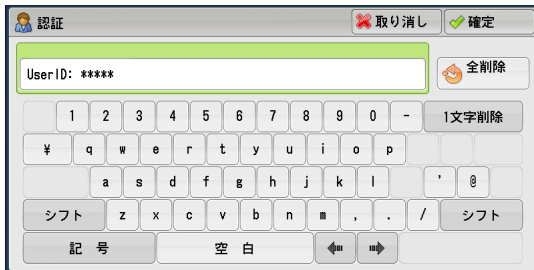 認証 取り消し 確定
UserID: ***** 全削除
1 2 3 4 5 6 7 8 9 0 - 1文字削除
¥ q w e r t y u i o p
a s d f g h j k l ' @
シフト z x c v b n m , . / シフト
記号 空白